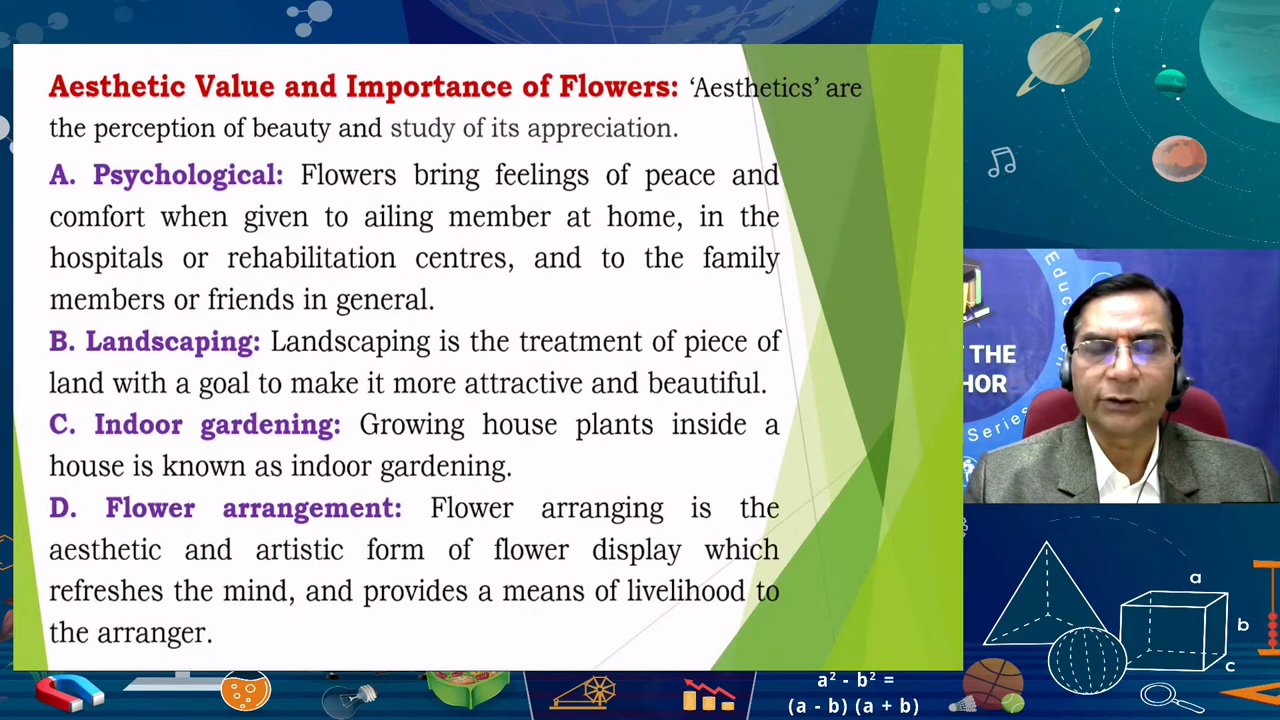 Aesthetic Value and Importance of Flowers: ‘Aesthetics’ are
the perception of beauty and study of its appreciation.
A. Psychological: Flowers bring feelings of peace and
comfort when given to ailing member at home, in the
hospitals or rehabilitation centres, and to the family
members or friends in general.
B. Landscaping: Landscaping is the treatment of piece of
land with a goal to make it more attractive and beautiful.
C. Indoor gardening: Growing house plants inside a
house is known as indoor gardening.
D. Flower arrangement: Flower arranging is the
aesthetic and artistic form of flower display which
refreshes the mind, and provides a means of livelihood to
the arranger.
THE
HOR
Educ
Series
a
b
c
a² - b² =
(a - b) (a + b)